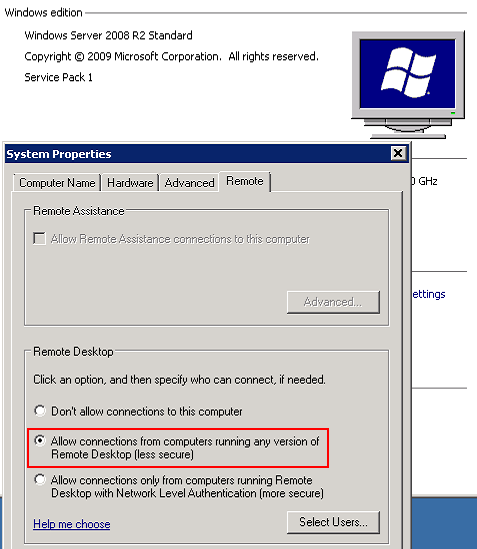 Windows edition
Windows Server 2008 R2 Standard
Copyright © 2009 Microsoft Corporation. All rights reserved.
Service Pack 1
System Properties
Computer Name
Hardware
Advanced
Remote
0 GHz
Remote Assistance
Allow Remote Assistance connections to this computer
Advanced...
ettings
Remote Desktop
Click an option, and then specify who can connect, if needed.
Don't allow connections to this computer
Allow connections from computers running any version of
Remote Desktop (less secure)
Allow connections only from computers running Remote
Desktop with Network Level Authentication (more secure)
Help me choose
Select Users...